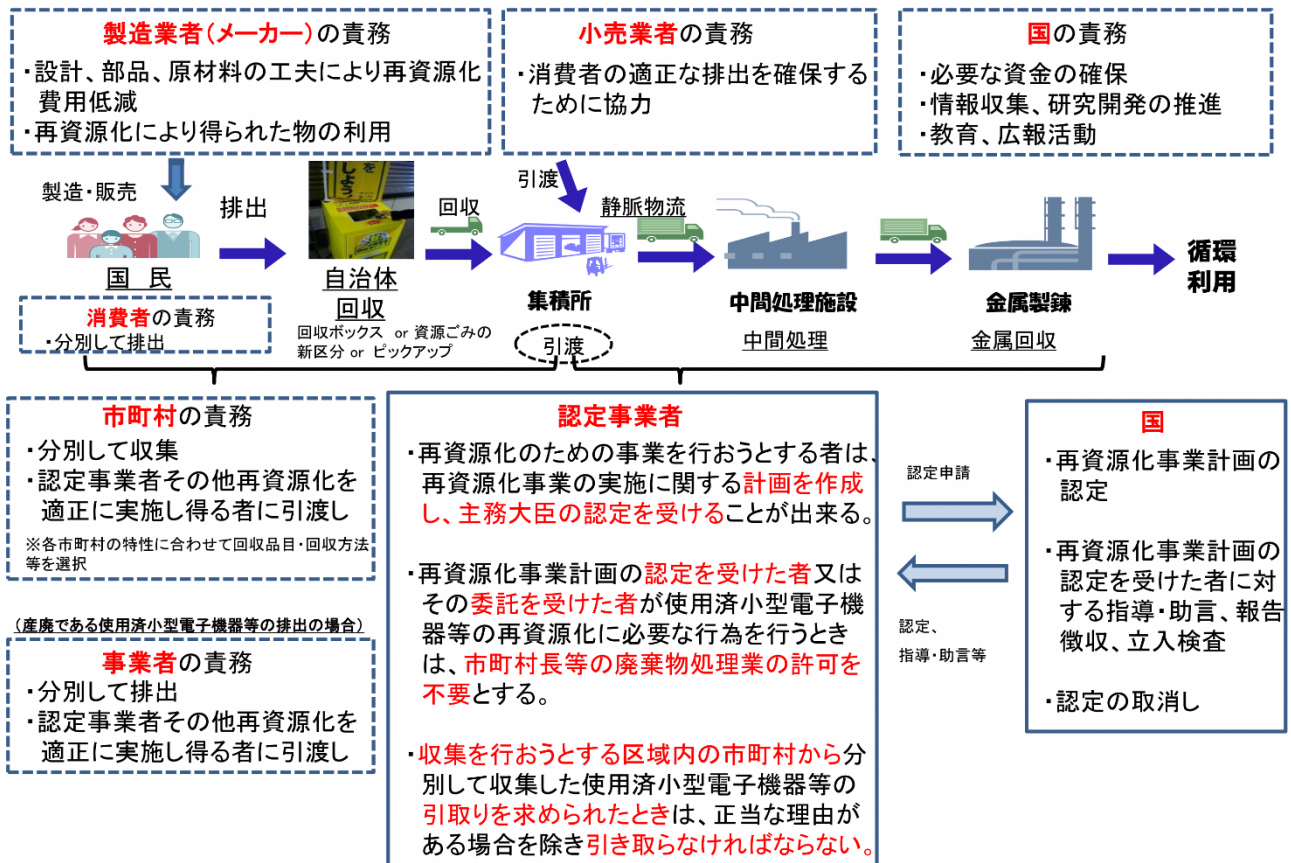 製造業者(メーカー)の責務
・設計、部品、原材料の工夫により再資源化
費用低減
・再資源化により得られた物の利用
小売業者の責務
・消費者の適正な排出を確保する
ために協力
国の責務
・必要な資金の確保
・情報収集、研究開発の推進
・教育、広報活動
製造・販売
排出
を
しよう!
回収
引渡
静脈物流
国 民
自治体
回収
集積所
中間処理施設
金属製錬
循環
利用
消費者の責務
・分別して排出
回収ボックス or 資源ごみの
新区分 or ピックアップ
引渡
中間処理
金属回収
市町村の責務
・分別して収集
・認定事業者その他再資源化を
適正に実施し得る者に引渡し
※各市町村の特性に合わせて回収品目・回収方法
等を選択
(産廃である使用済小型電子機器等の排出の場合)
事業者の責務
・分別して排出
・認定事業者その他再資源化を
適正に実施し得る者に引渡し
認定事業者
・再資源化のための事業を行おうとする者は、
再資源化事業の実施に関する計画を作成
し、主務大臣の認定を受けることが出来る。
・再資源化事業計画の認定を受けた者又は
その委託を受けた者が使用済小型電子機
器等の再資源化に必要な行為を行うとき
は、市町村長等の廃棄物処理業の許可を
不要とする。
・収集を行おうとする区域内の市町村から分
別して収集した使用済小型電子機器等の
引取りを求められたときは、正当な理由が
ある場合を除き引き取らなければならない。
認定申請
認定、
指導・助言等
国
・再資源化事業計画の
認定
・再資源化事業計画の
認定を受けた者に対
する指導・助言、報告
徴収、立入検査
・認定の取消し